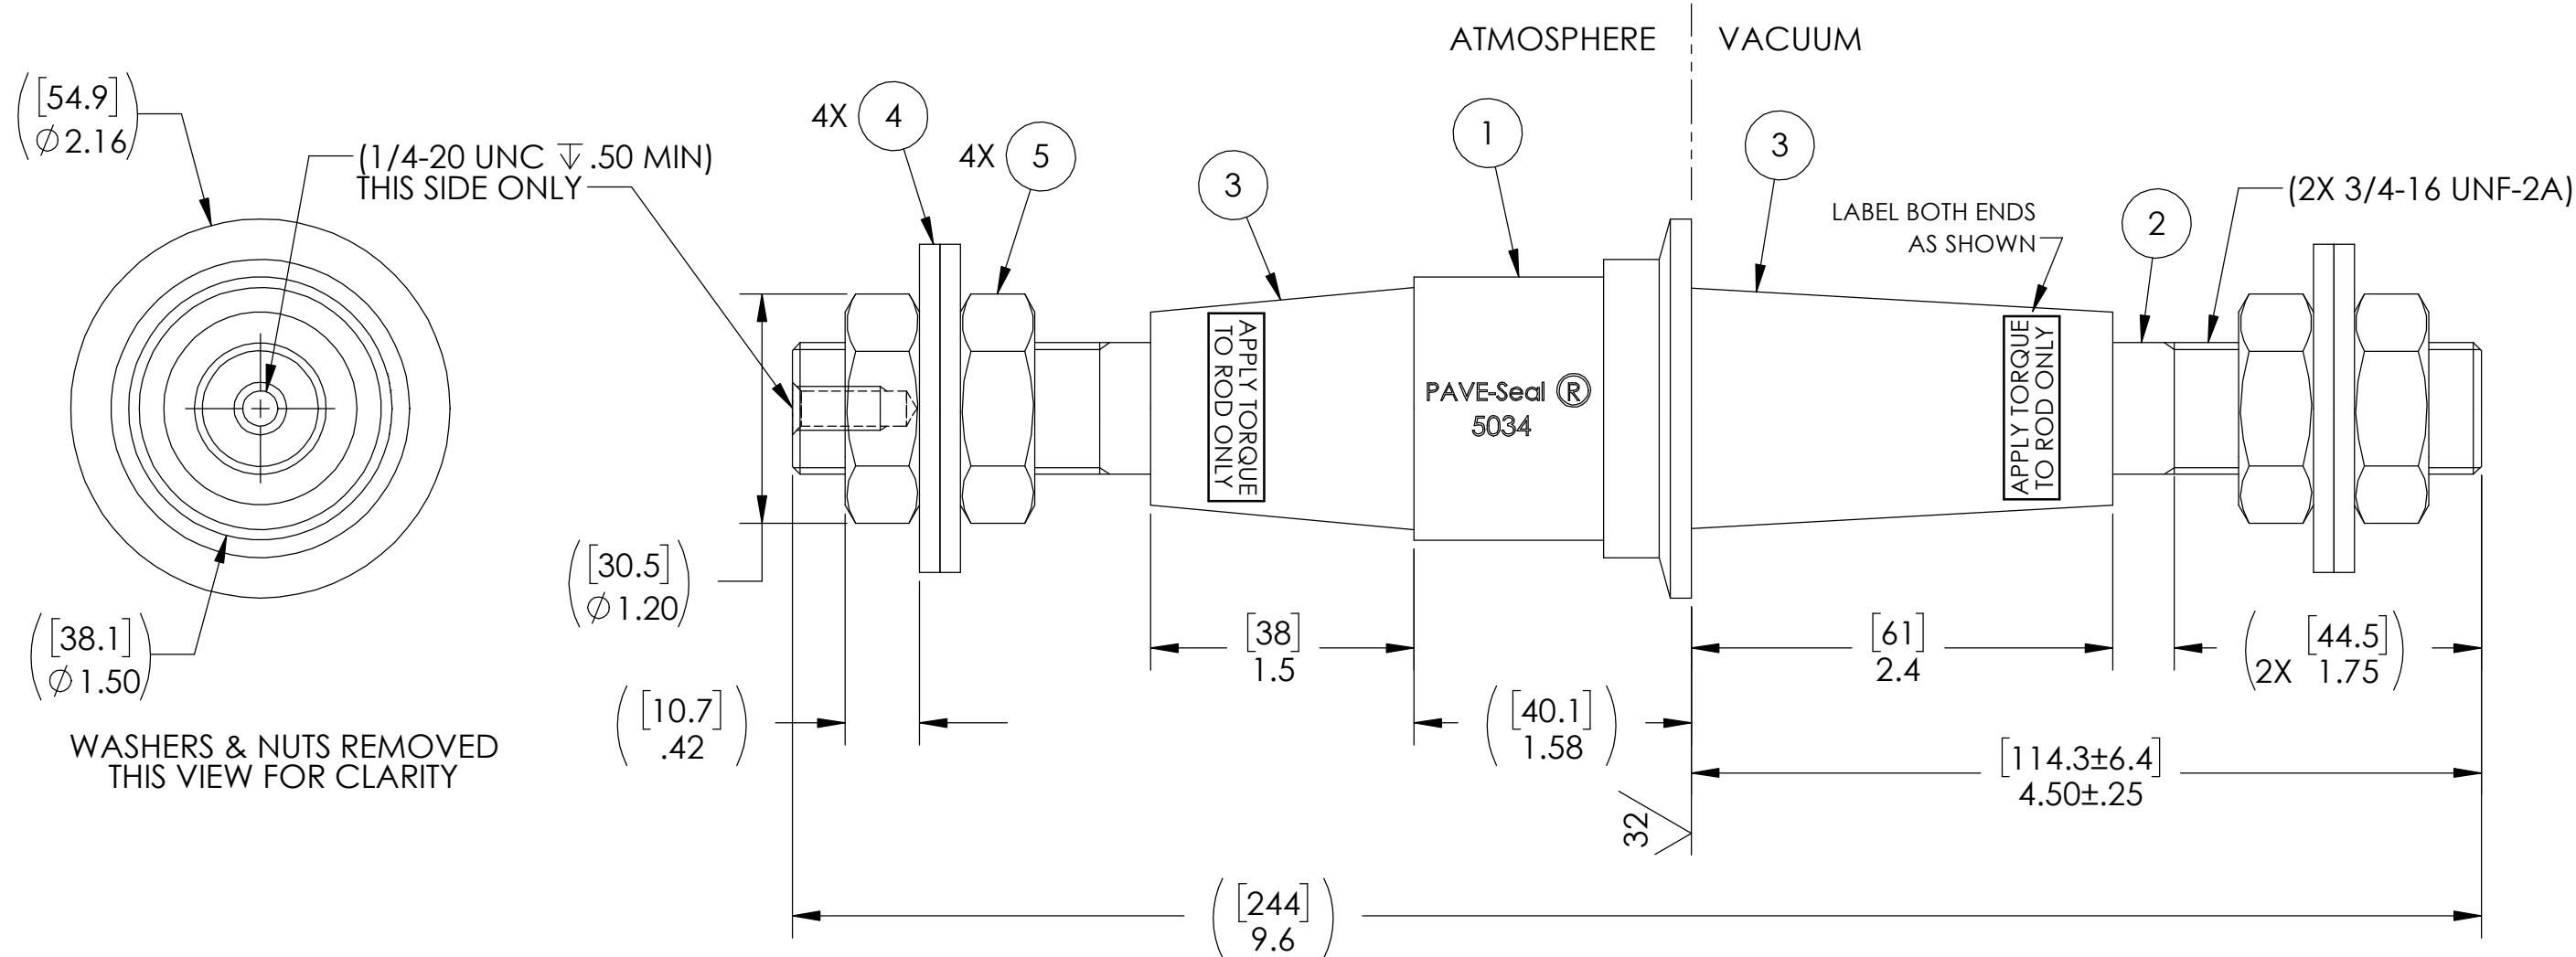 ATMOSPHERE VACUUM
[54.9]
∅2.16
(1/4-20 UNC ↧ .50 MIN)
THIS SIDE ONLY
4X 4
4X 5
3
1
3
LABEL BOTH ENDS
AS SHOWN
2
(2X 3/4-16 UNF-2A)
APPLY TORQUE
TO ROD ONLY
PAVE-Seal ®
5034
APPLY TORQUE
TO ROD ONLY
([30.5]
∅1.20)
([38.1]
∅1.50)
WASHERS & NUTS REMOVED
THIS VIEW FOR CLARITY
[38]
1.5
[61]
2.4
([44.5]
2X 1.75)
([10.7]
.42)
([40.1]
1.58)
[114.3±6.4]
4.50±.25
32
([244]
9.6)